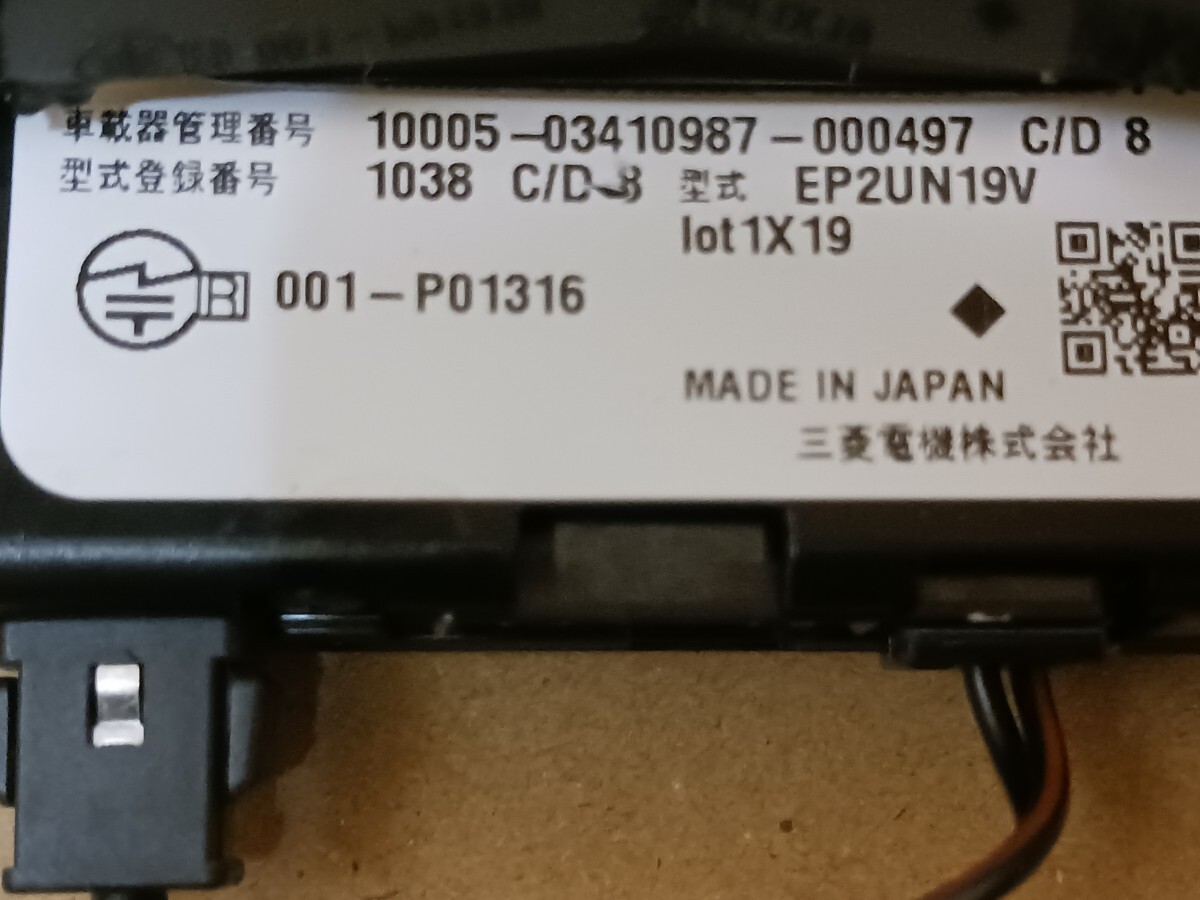 車載器管理番号 10005-03410987-000497 C/D 8
型式登録番号 1038 C/D 8 型式 EP2UN19V
lot1X19
R 001-P01316
MADE IN JAPAN
三菱電機株式会社